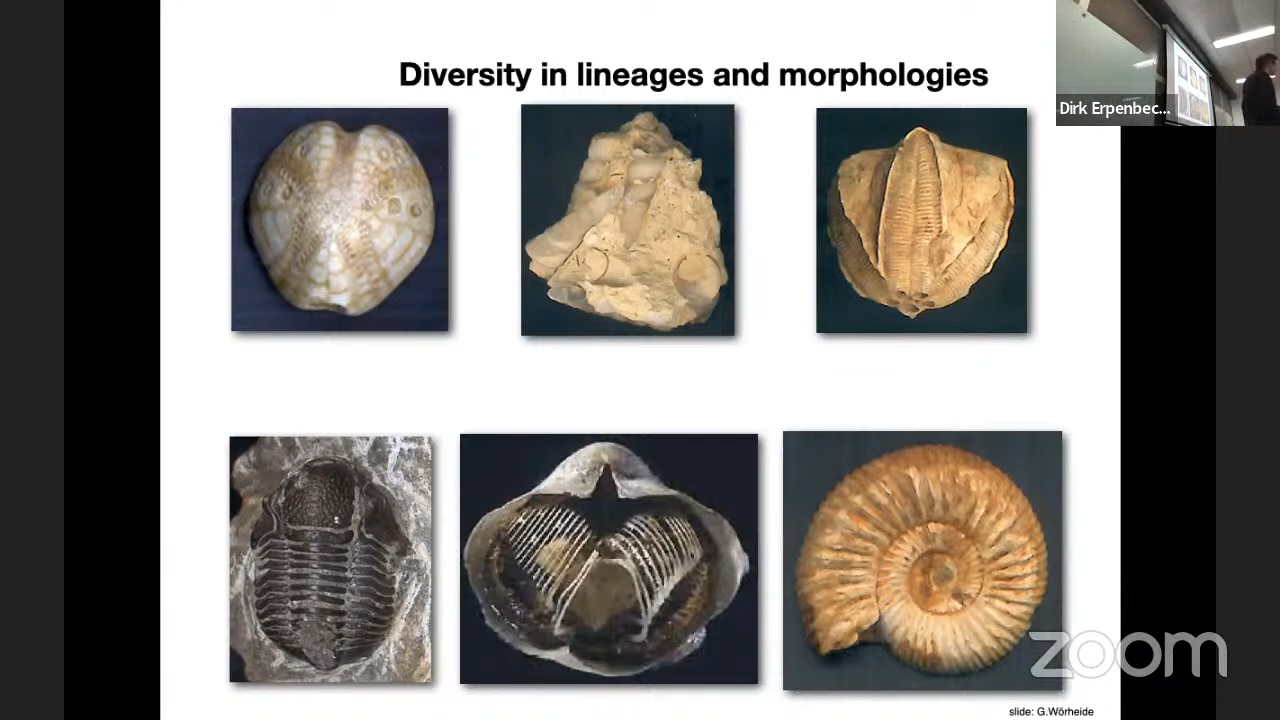 Diversity in lineages and morphologies
Dirk Erpenbec...
zoom
slide: G.Wörheide